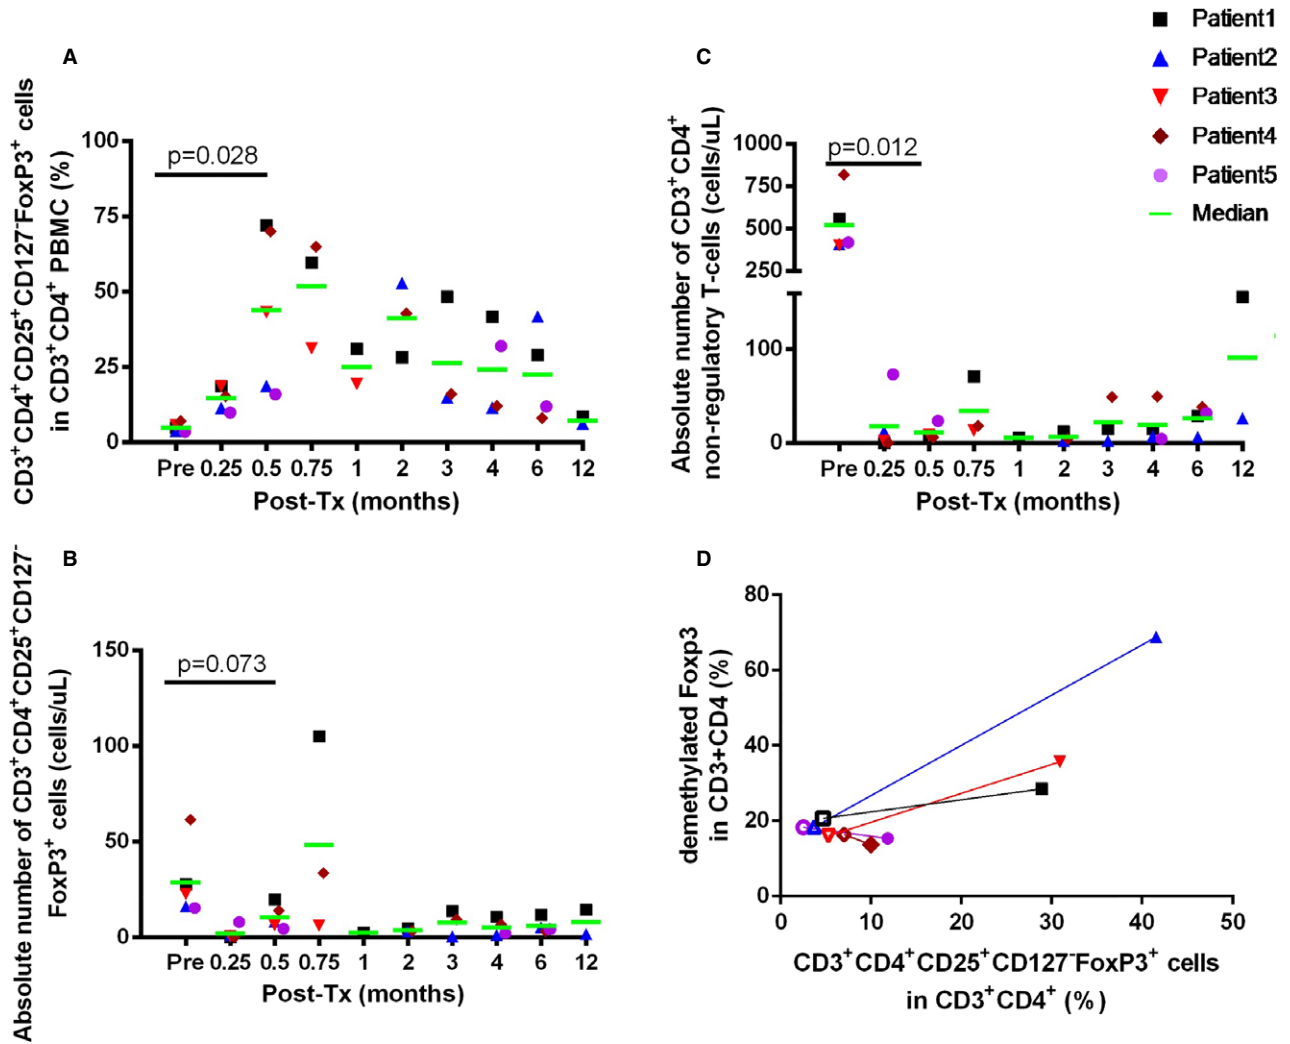 Patient1
Patient2
Patient3
Patient4
Patient5
Median
A
CD3⁺CD4⁺CD25⁺CD127⁻FoxP3⁺ cells
in CD3⁺CD4⁺ PBMC (%)
100
75
50
25
0
p=0.028
Pre 0.25 0.5 0.75 1 2 3 4 6 12
Post-Tx (months)
C
Absolute number of CD3⁺CD4⁺
non-regulatory T-cells (cells/uL)
1000
750
500
250
100
0
p=0.012
Pre 0.25 0.5 0.75 1 2 3 4 6 12
Post-Tx (months)
B
Absolute number of CD3⁺CD4⁺CD25⁺CD127⁻
FoxP3⁺ cells (cells/uL)
150
100
50
0
p=0.073
Pre 0.25 0.5 0.75 1 2 3 4 6 12
Post-Tx (months)
D
demethylated Foxp3
in CD3+CD4 (%)
80
60
40
20
0
0 10 20 30 40 50
CD3⁺CD4⁺CD25⁺CD127⁻FoxP3⁺ cells
in CD3⁺CD4⁺ (%)